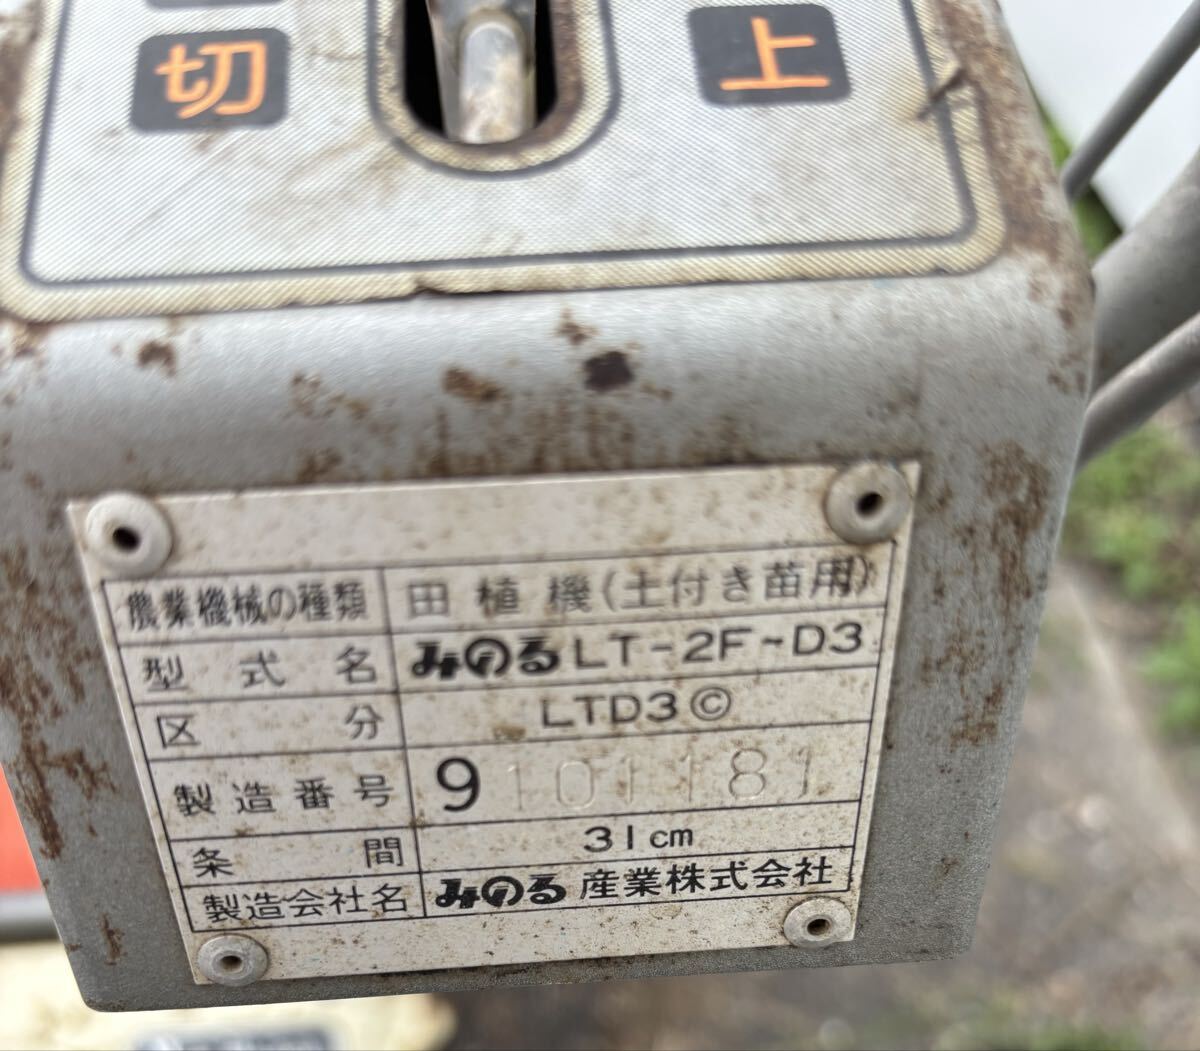 切
上
農業機械の種類 田植機(土付き苗用)
型式名 みのるLT-2F-D3
区分 LTD3©
製造番号 9101181
条間 31cm
製造会社名 みのる産業株式会社